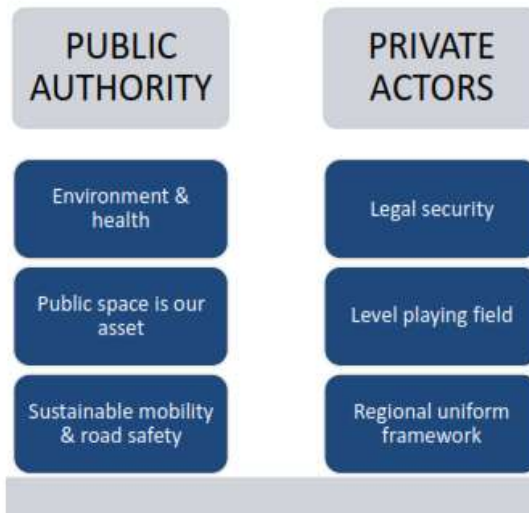 PUBLIC
AUTHORITY
Environment &
health
Public space is our
asset
Sustainable mobility
& road safety
PRIVATE
ACTORS
Legal security
Level playing field
Regional uniform
framework